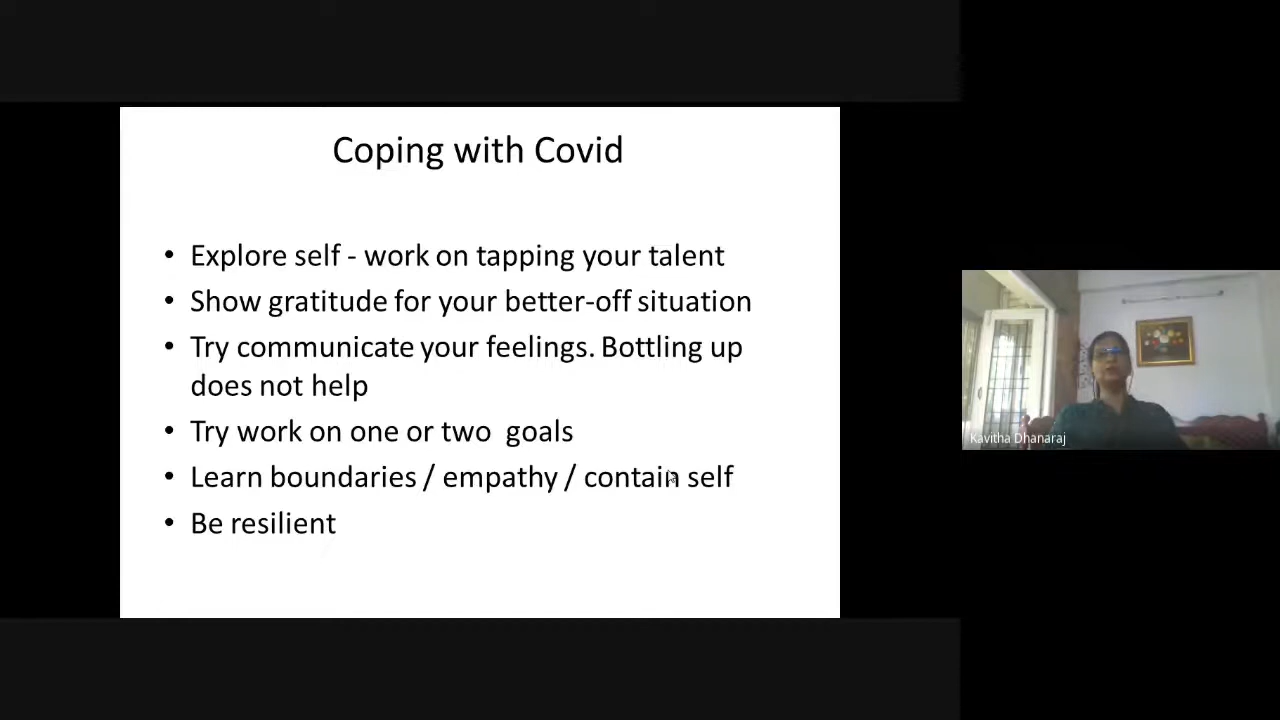 Coping with Covid
• Explore self - work on tapping your talent
• Show gratitude for your better-off situation
• Try communicate your feelings. Bottling up
does not help
• Try work on one or two  goals
• Learn boundaries / empathy / contain self
• Be resilient
Kavitha Dhanaraj